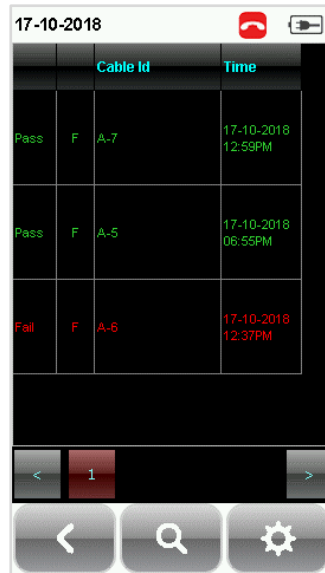 17-10-2018
Cable Id Time
Pass F A-7 17-10-2018 12:59PM
Pass F A-5 17-10-2018 06:55PM
Fail F A-6 17-10-2018 12:37PM
< 1 >